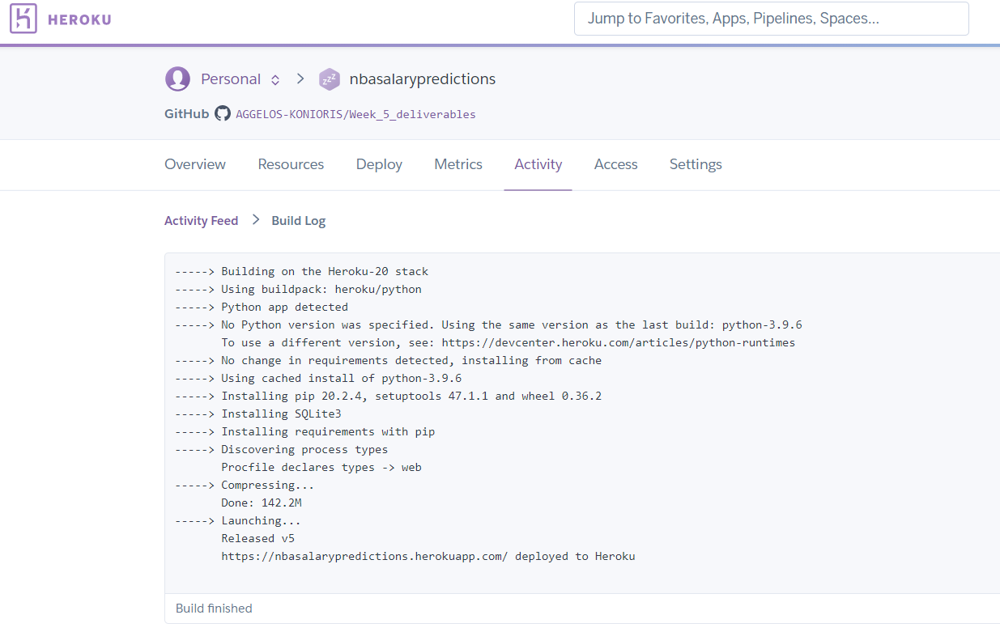 HEROKU
Jump to Favorites, Apps, Pipelines, Spaces...
Personal > zzz nbasalarypredictions
GitHub AGGELOS-KONIORIS/Week_5_deliverables
Overview Resources Deploy Metrics Activity Access Settings
Activity Feed > Build Log
-----> Building on the Heroku-20 stack
-----> Using buildpack: heroku/python
-----> Python app detected
-----> No Python version was specified. Using the same version as the last build: python-3.9.6
To use a different version, see: https://devcenter.heroku.com/articles/python-runtimes
-----> No change in requirements detected, installing from cache
-----> Using cached install of python-3.9.6
-----> Installing pip 20.2.4, setuptools 47.1.1 and wheel 0.36.2
-----> Installing SQLite3
-----> Installing requirements with pip
-----> Discovering process types
Procfile declares types -> web
-----> Compressing...
Done: 142.2M
-----> Launching...
Released v5
https://nbasalarypredictions.herokuapp.com/ deployed to Heroku
Build finished